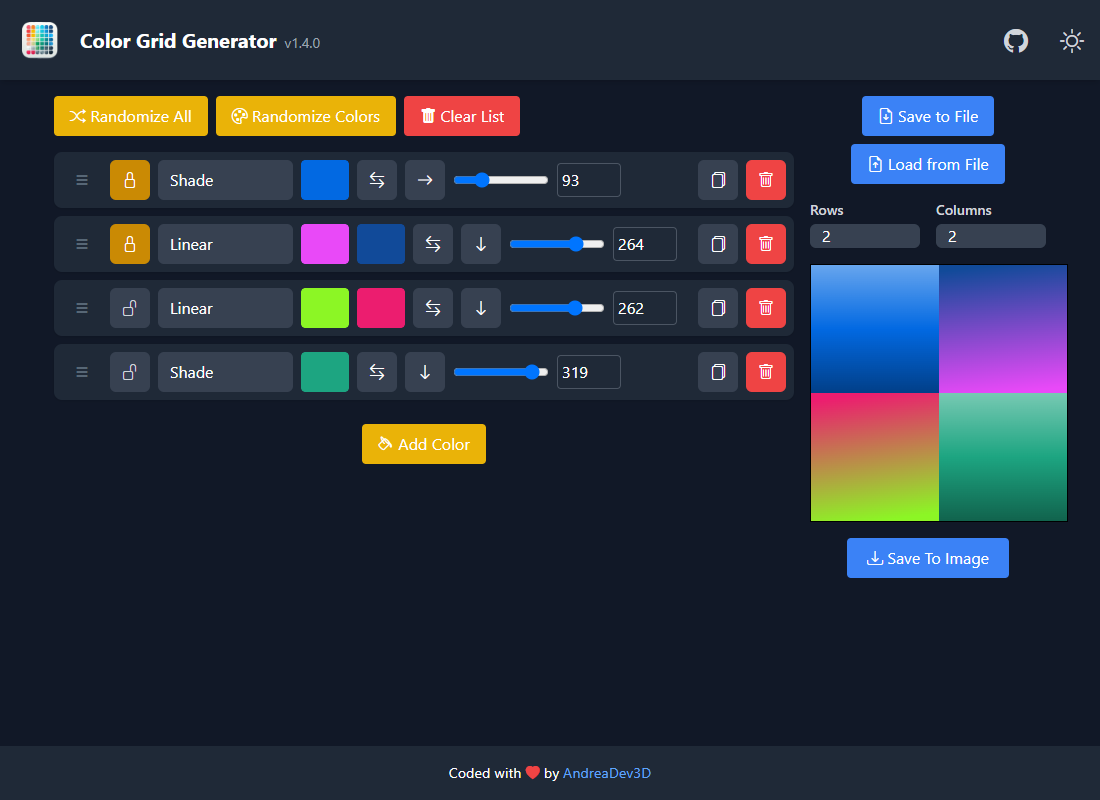 Color Grid Generator v1.4.0
Randomize All Randomize Colors Clear List
Save to File
Load from File
Shade 93
Linear 264
Linear 262
Shade 319
Add Color
Rows Columns
2 2
Save To Image
Coded with ❤ by AndreaDev3D